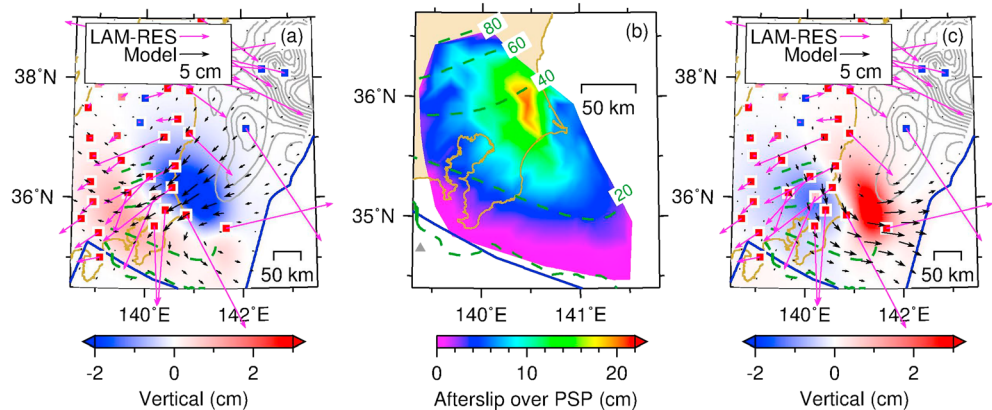 LAM-RES
(a)
Model
5 cm
38°N
36°N
50 km
140°E
142°E
-2
0
2
Vertical (cm)
(b)
80
60
40
20
36°N
35°N
50 km
140°E
141°E
0
10
20
Afterslip over PSP (cm)
LAM-RES
(c)
Model
5 cm
38°N
36°N
50 km
140°E
142°E
-2
0
2
Vertical (cm)